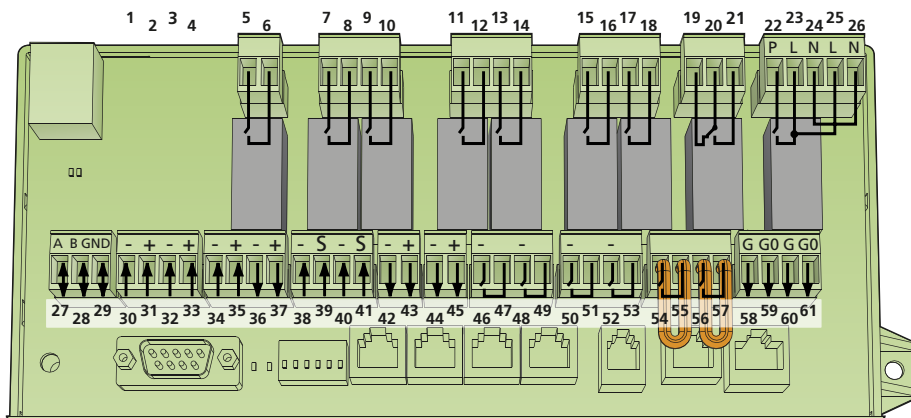 1 2 3 4 5 6 7 8 9 10 11 12 13 14 15 16 17 18 19 20 21 22 23 24 25 26
P L N L N
A B GND - + - + - + - + - S - S - + - + - - - - G G0 G G0
27 28 29 30 31 32 33 34 35 36 37 38 39 40 41 42 43 44 45 46 47 48 49 50 51 52 53 54 55 56 57 58 59 60 61